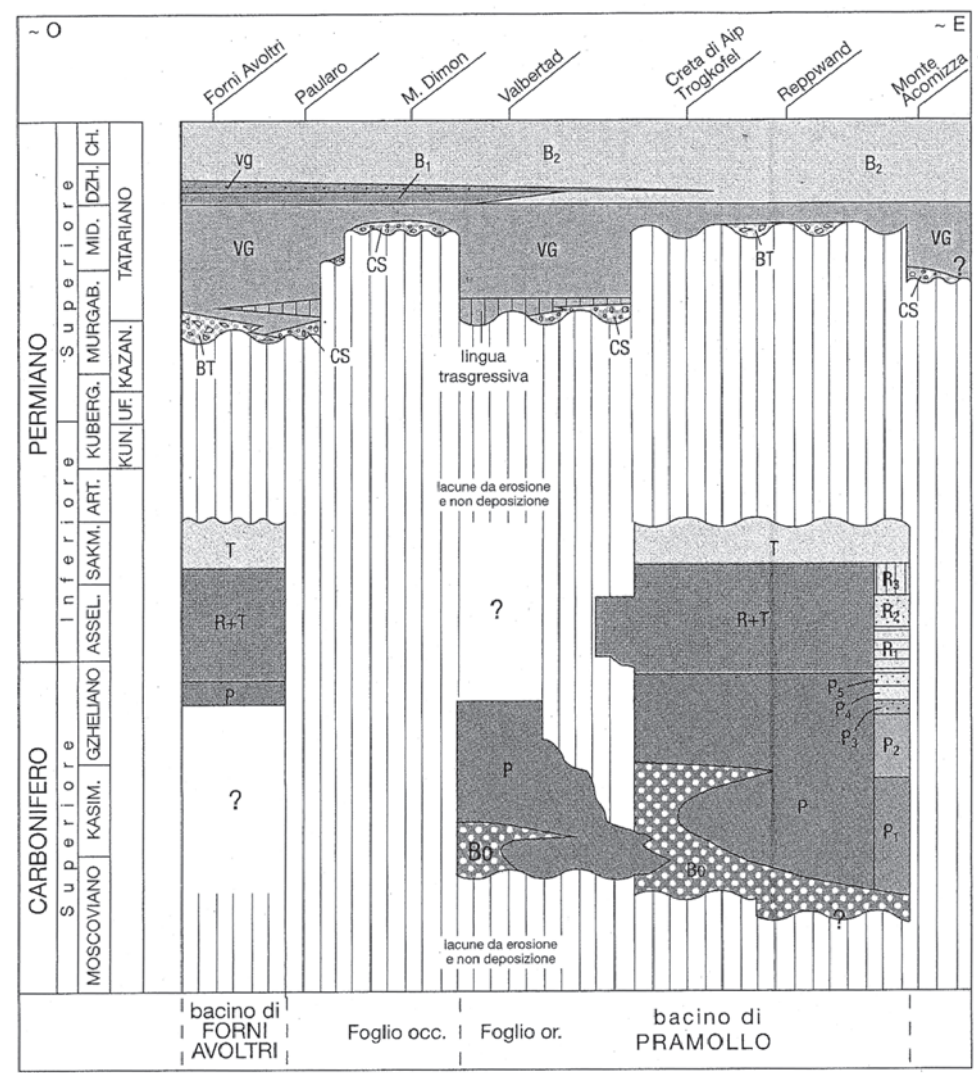 ~ O
~ E
Forni Avoltri
Paularo
M. Dimon
Valbertad
Creta di Aip
Trogkofel
Reppwand
Monte
Acomizza
PERMIANO
Superiore
Inferiore
CH.
DZH.
MID.
MURGAB.
KUBERG.
ART.
SAKM.
ASSEL.
TATARIANO
KAZAN.
UF.
KUN.
CARBONIFERO
Superiore
GZHELIANO
KASIM.
MOSCOVIANO
vg
B1
B2
B2
VG
CS
VG
BT
VG
?
CS
BT
CS
CS
lingua
trasgressiva
lacune da erosione
e non deposizione
T
T
R+T
?
R+T
R3
R2
R1
P
P5
P4
P3
P2
P1
?
P
P
Bo
Bo
?
lacune da erosione
e non deposizione
bacino di
FORNI
AVOLTRI
Foglio occ.
Foglio or.
bacino di
PRAMOLLO